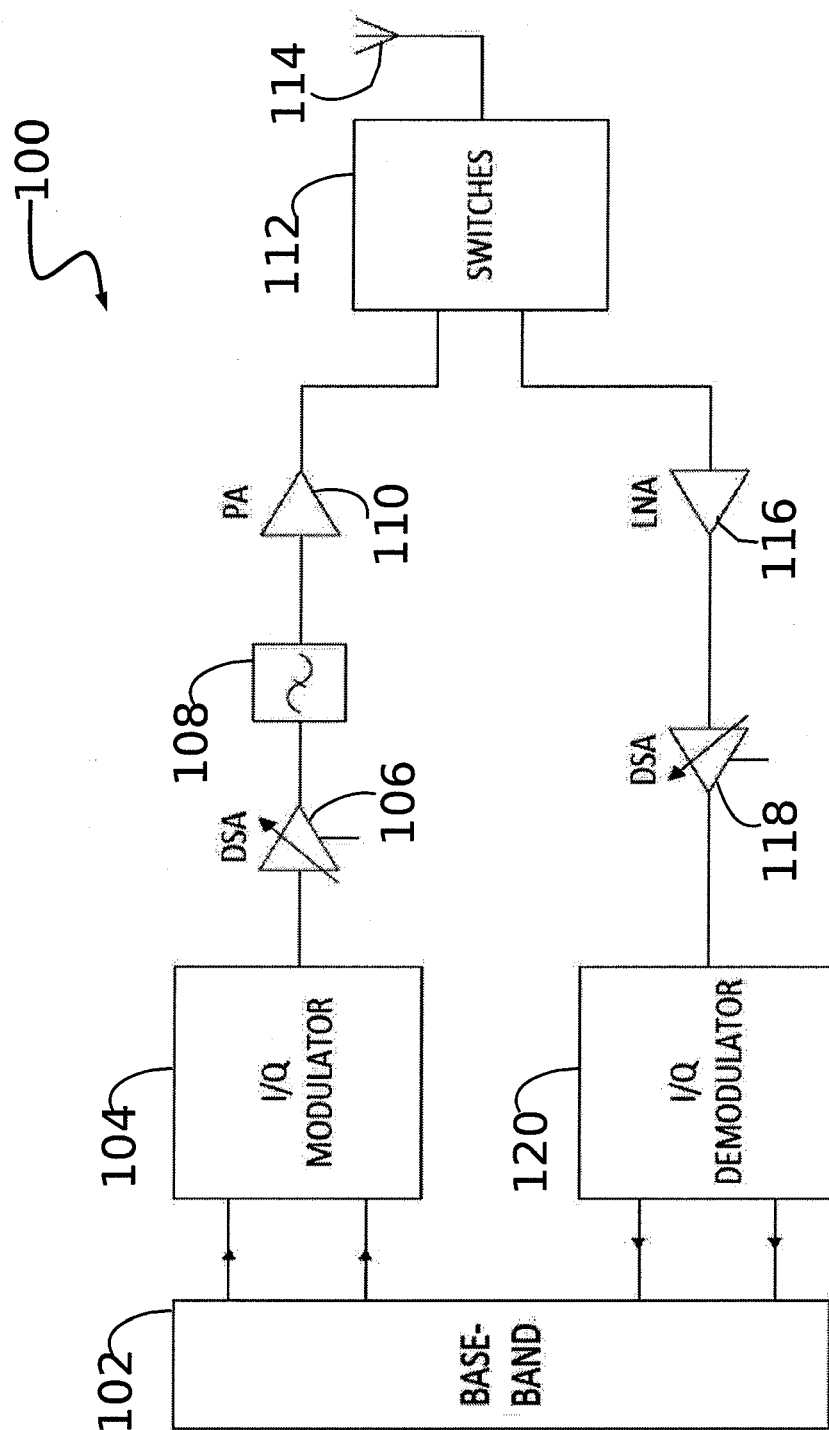 100
102
BASE-
BAND
104
I/Q
MODULATOR
DSA
106
108
PA
110
112
SWITCHES
114
LNA
116
DSA
118
120
I/Q
DEMODULATOR